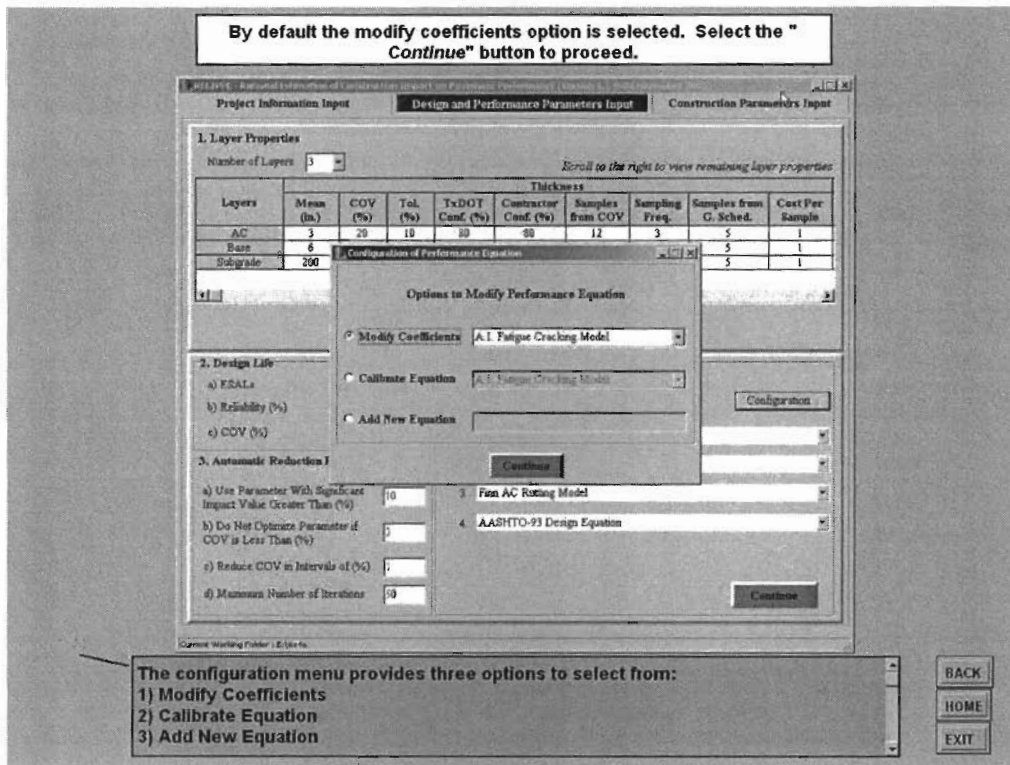 By default the modify coefficients option is selected. Select the "
Continue" button to proceed.
Project Information Input Design and Performance Parameters Input Construction Parameters Input
1. Layer Properties
Number of Layers 3
Scroll to the right to view remaining layer properties
Thickness
Layers Mean (in.) COV (%) Tol. (%) TxDOT Conf. (%) Contractor Conf. (%) Samples from COV Sampling Freq. Samples from G. Sched. Cost Per Sample
AC 3 20 10 80 80 12 3 5 1
Base 6 5 1
Subgrade 200 5 1
Configuration of Performance Equation
Options to Modify Performance Equation
Modify Coefficients A.I. Fatigue Cracking Model
Calibrate Equation A.I. Fatigue Cracking Model
Add New Equation
Continue
2. Design Life
a) ESALs
b) Reliability (%)
c) COV (%)
Configuration
3. Automatic Reduction
a) Use Parameter With Significant
Impact Value Greater Than (%) 10
b) Do Not Optimize Parameter if
COV is Less Than (%)
c) Reduce COV in Intervals of (%)
d) Maximum Number of Iterations 50
3. Finn AC Rutting Model
4. AASHTO-93 Design Equation
Continue
Current Working Folder :
The configuration menu provides three options to select from:
1) Modify Coefficients
2) Calibrate Equation
3) Add New Equation
BACK
HOME
EXIT